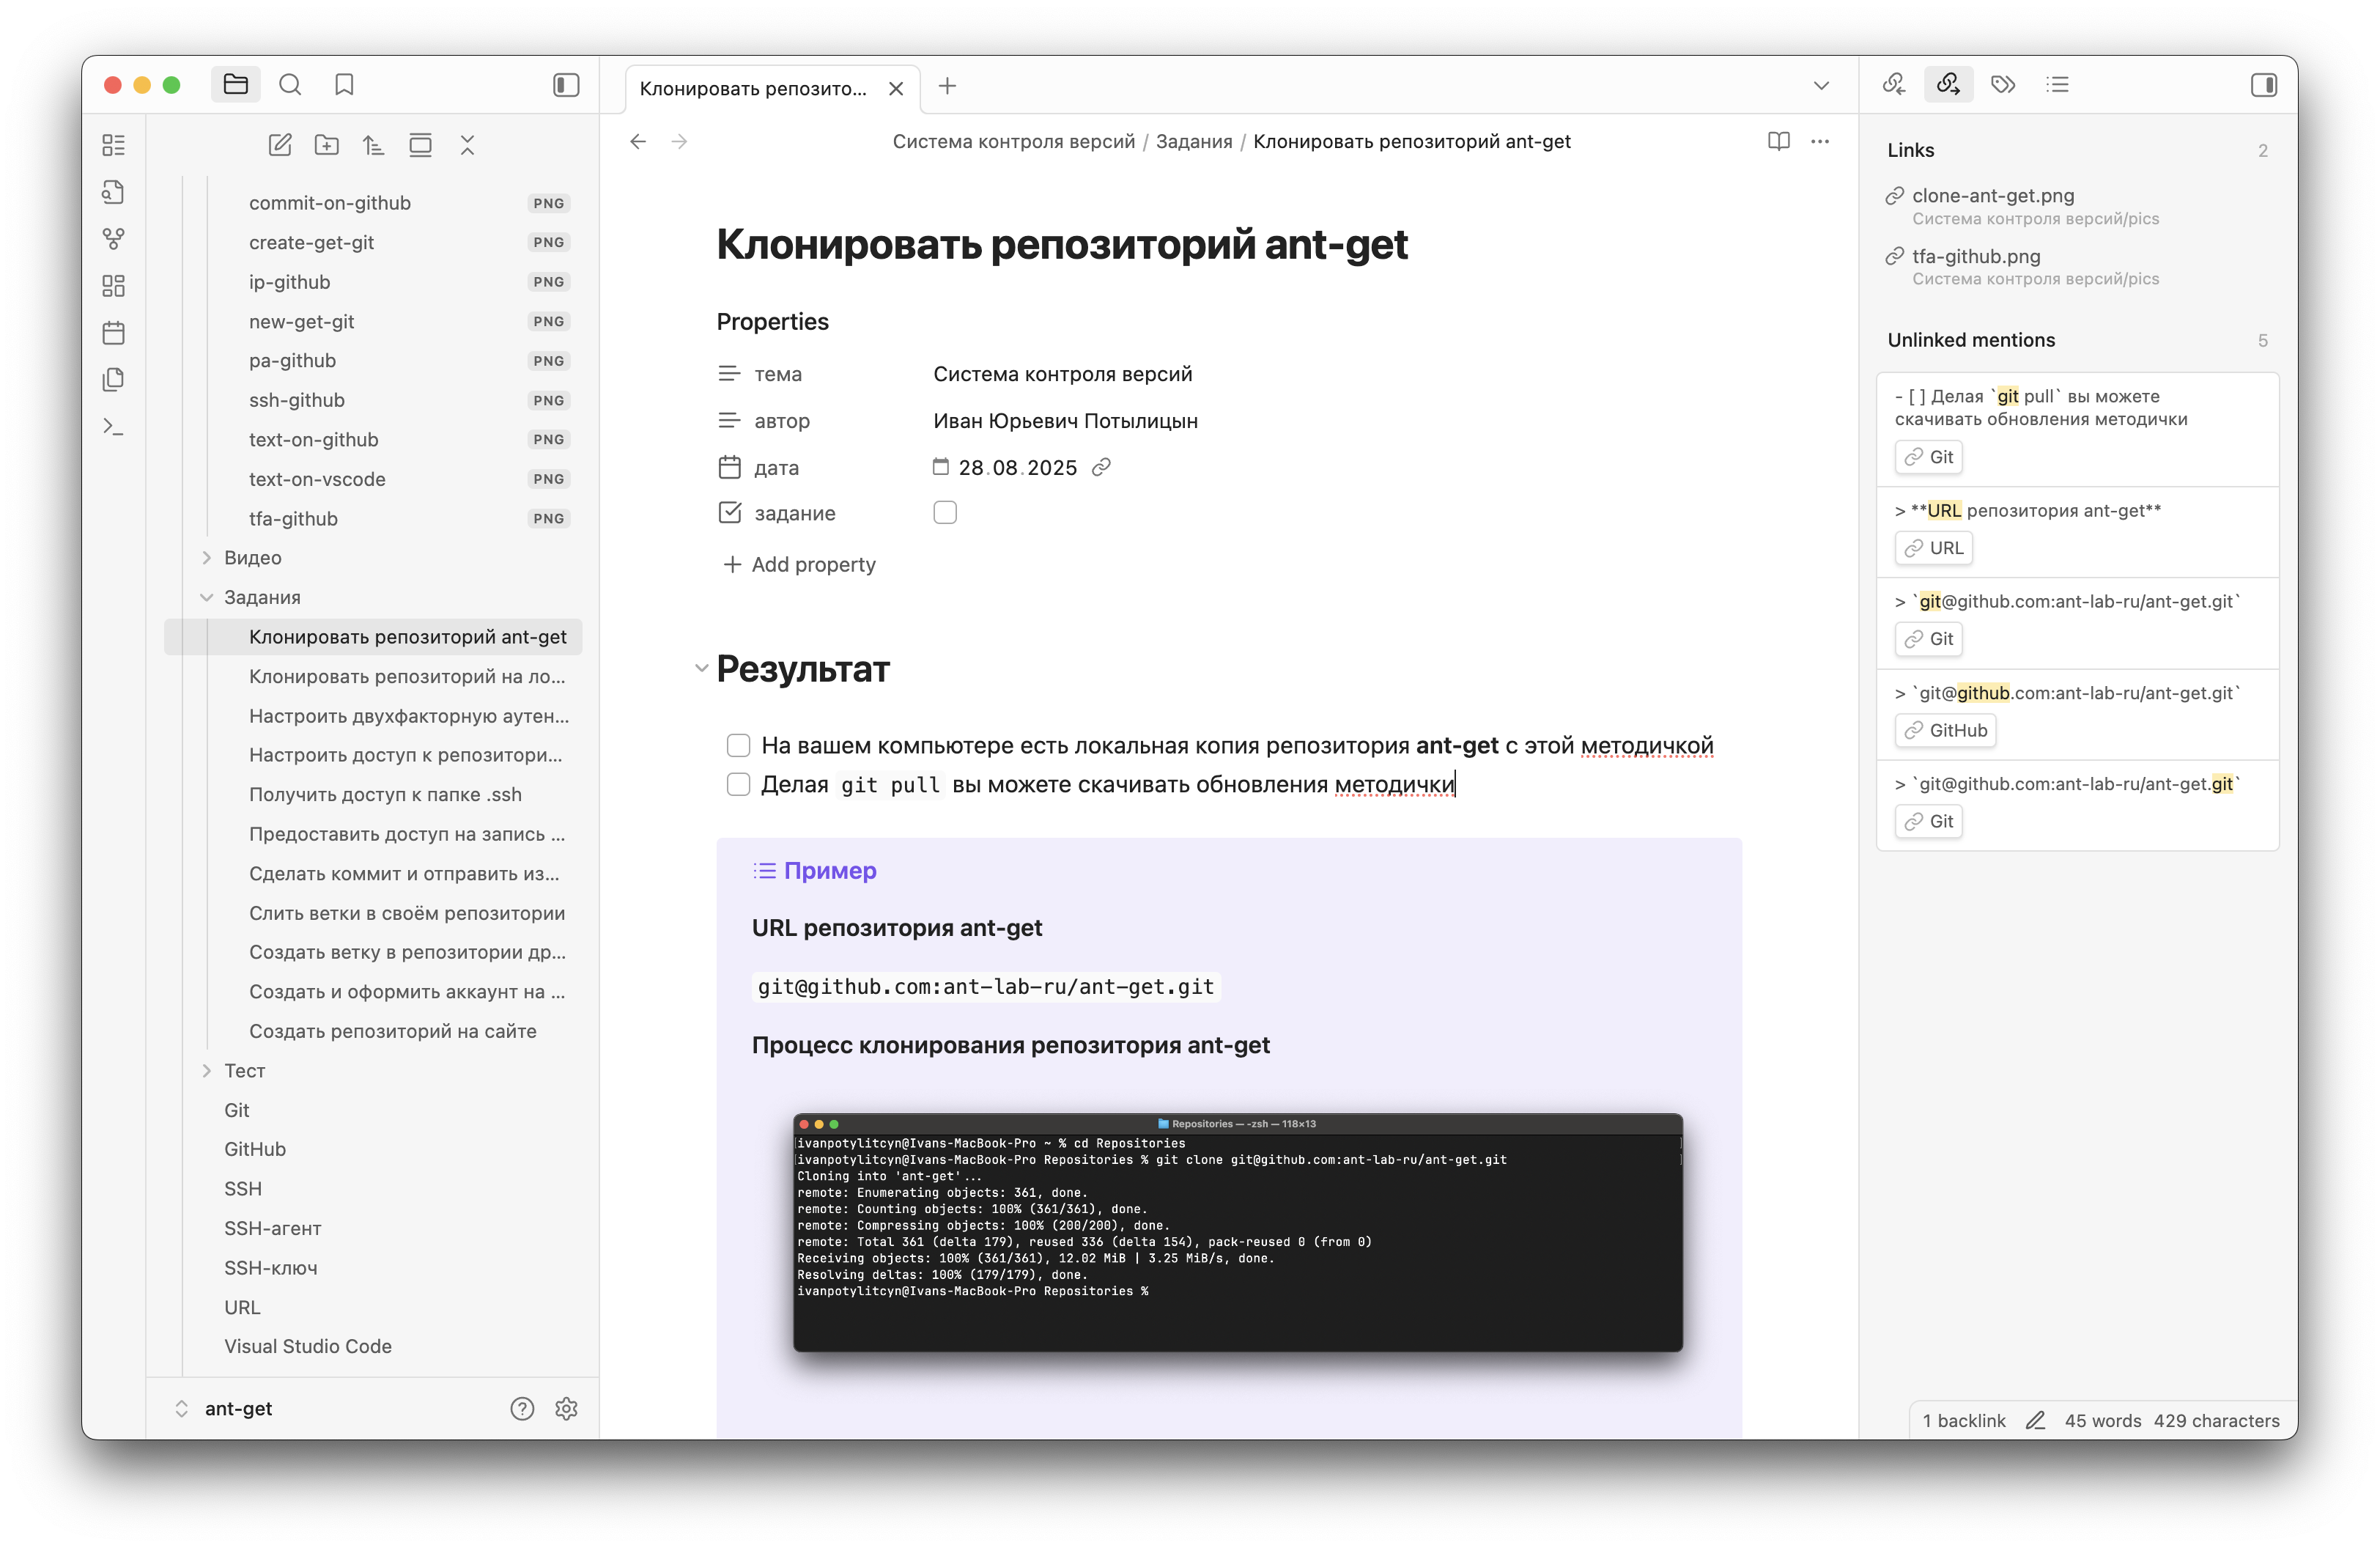 Клонировать репозито...
Система контроля версий / Задания / Клонировать репозиторий ant-get
commit-on-github PNG
create-get-git PNG
ip-github PNG
new-get-git PNG
pa-github PNG
ssh-github PNG
text-on-github PNG
text-on-vscode PNG
tfa-github PNG
Видео
Задания
Клонировать репозиторий ant-get
Клонировать репозиторий на ло...
Настроить двухфакторную аутен...
Настроить доступ к репозитори...
Получить доступ к папке .ssh
Предоставить доступ на запись ...
Сделать коммит и отправить из...
Слить ветки в своём репозитории
Создать ветку в репозитории др...
Создать и оформить аккаунт на ...
Создать репозиторий на сайте
Тест
Git
GitHub
SSH
SSH-агент
SSH-ключ
URL
Visual Studio Code
ant-get
Клонировать репозиторий ant-get
Properties
тема Система контроля версий
автор Иван Юрьевич Потылицын
дата 28.08.2025
задание
Add property
Результат
На вашем компьютере есть локальная копия репозитория ant-get с этой методичкой
Делая git pull вы можете скачивать обновления методички
Пример
URL репозитория ant-get
git@github.com:ant-lab-ru/ant-get.git
Процесс клонирования репозитория ant-get
Repositories — -zsh — 118×13
ivanpotylitcyn@Ivans-MacBook-Pro ~ % cd Repositories
ivanpotylitcyn@Ivans-MacBook-Pro Repositories % git clone git@github.com:ant-lab-ru/ant-get.git
Cloning into 'ant-get'...
remote: Enumerating objects: 361, done.
remote: Counting objects: 100% (361/361), done.
remote: Compressing objects: 100% (200/200), done.
remote: Total 361 (delta 179), reused 336 (delta 154), pack-reused 0 (from 0)
Receiving objects: 100% (361/361), 12.02 MiB | 3.25 MiB/s, done.
Resolving deltas: 100% (179/179), done.
ivanpotylitcyn@Ivans-MacBook-Pro Repositories %
Links 2
clone-ant-get.png
Система контроля версий/pics
tfa-github.png
Система контроля версий/pics
Unlinked mentions 5
- [ ] Делая `git pull` вы можете
скачивать обновления методички
Git
> **URL репозитория ant-get**
URL
> `git@github.com:ant-lab-ru/ant-get.git`
Git
> `git@github.com:ant-lab-ru/ant-get.git`
GitHub
> `git@github.com:ant-lab-ru/ant-get.git`
Git
1 backlink 45 words 429 characters